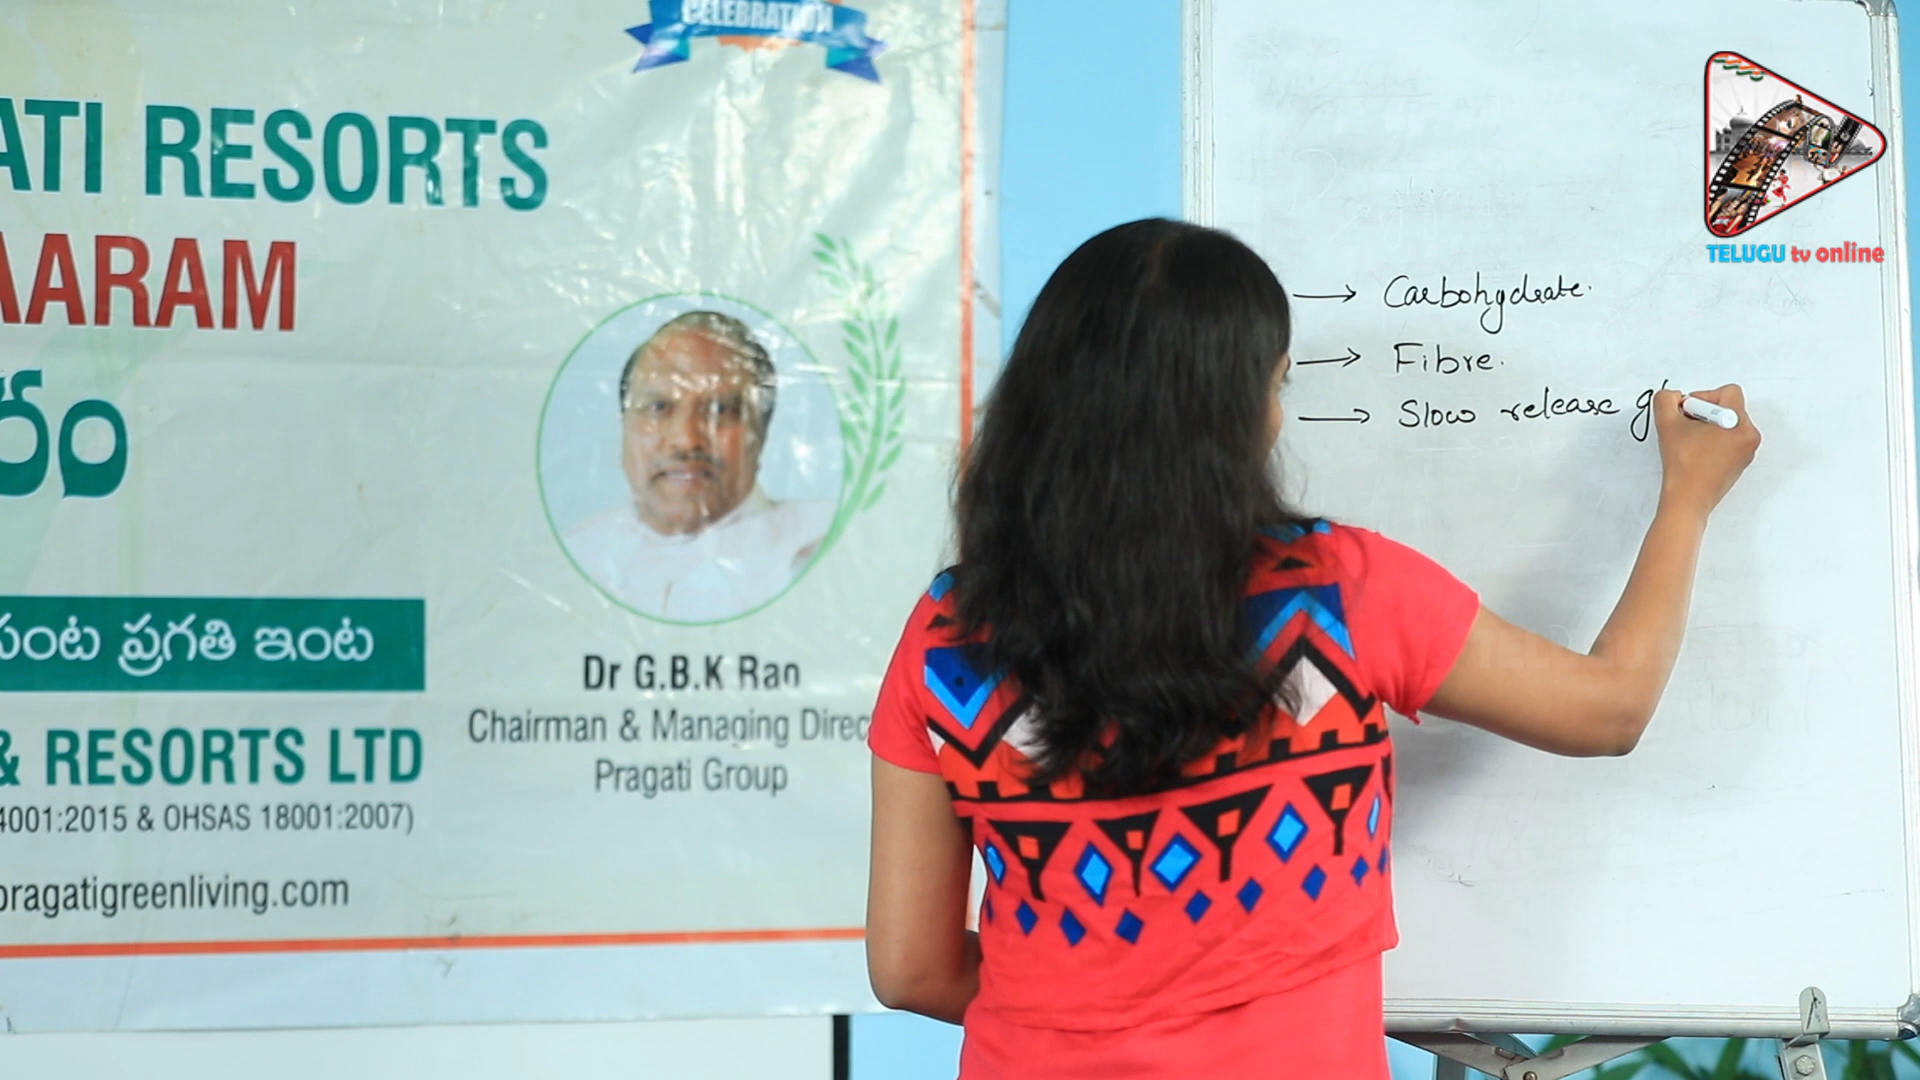 CELEBRATION
ATI RESORTS
AARAM
రం
ప్రగతి ఇంట
& RESORTS LTD
4001:2015 & OHSAS 18001:2007)
pragatigreenliving.com
Dr G.B.K Rao
Chairman & Managing Direc
Pragati Group
→ Carbohydrate.
→ Fibre.
→ Slow release
TELUGU tv online